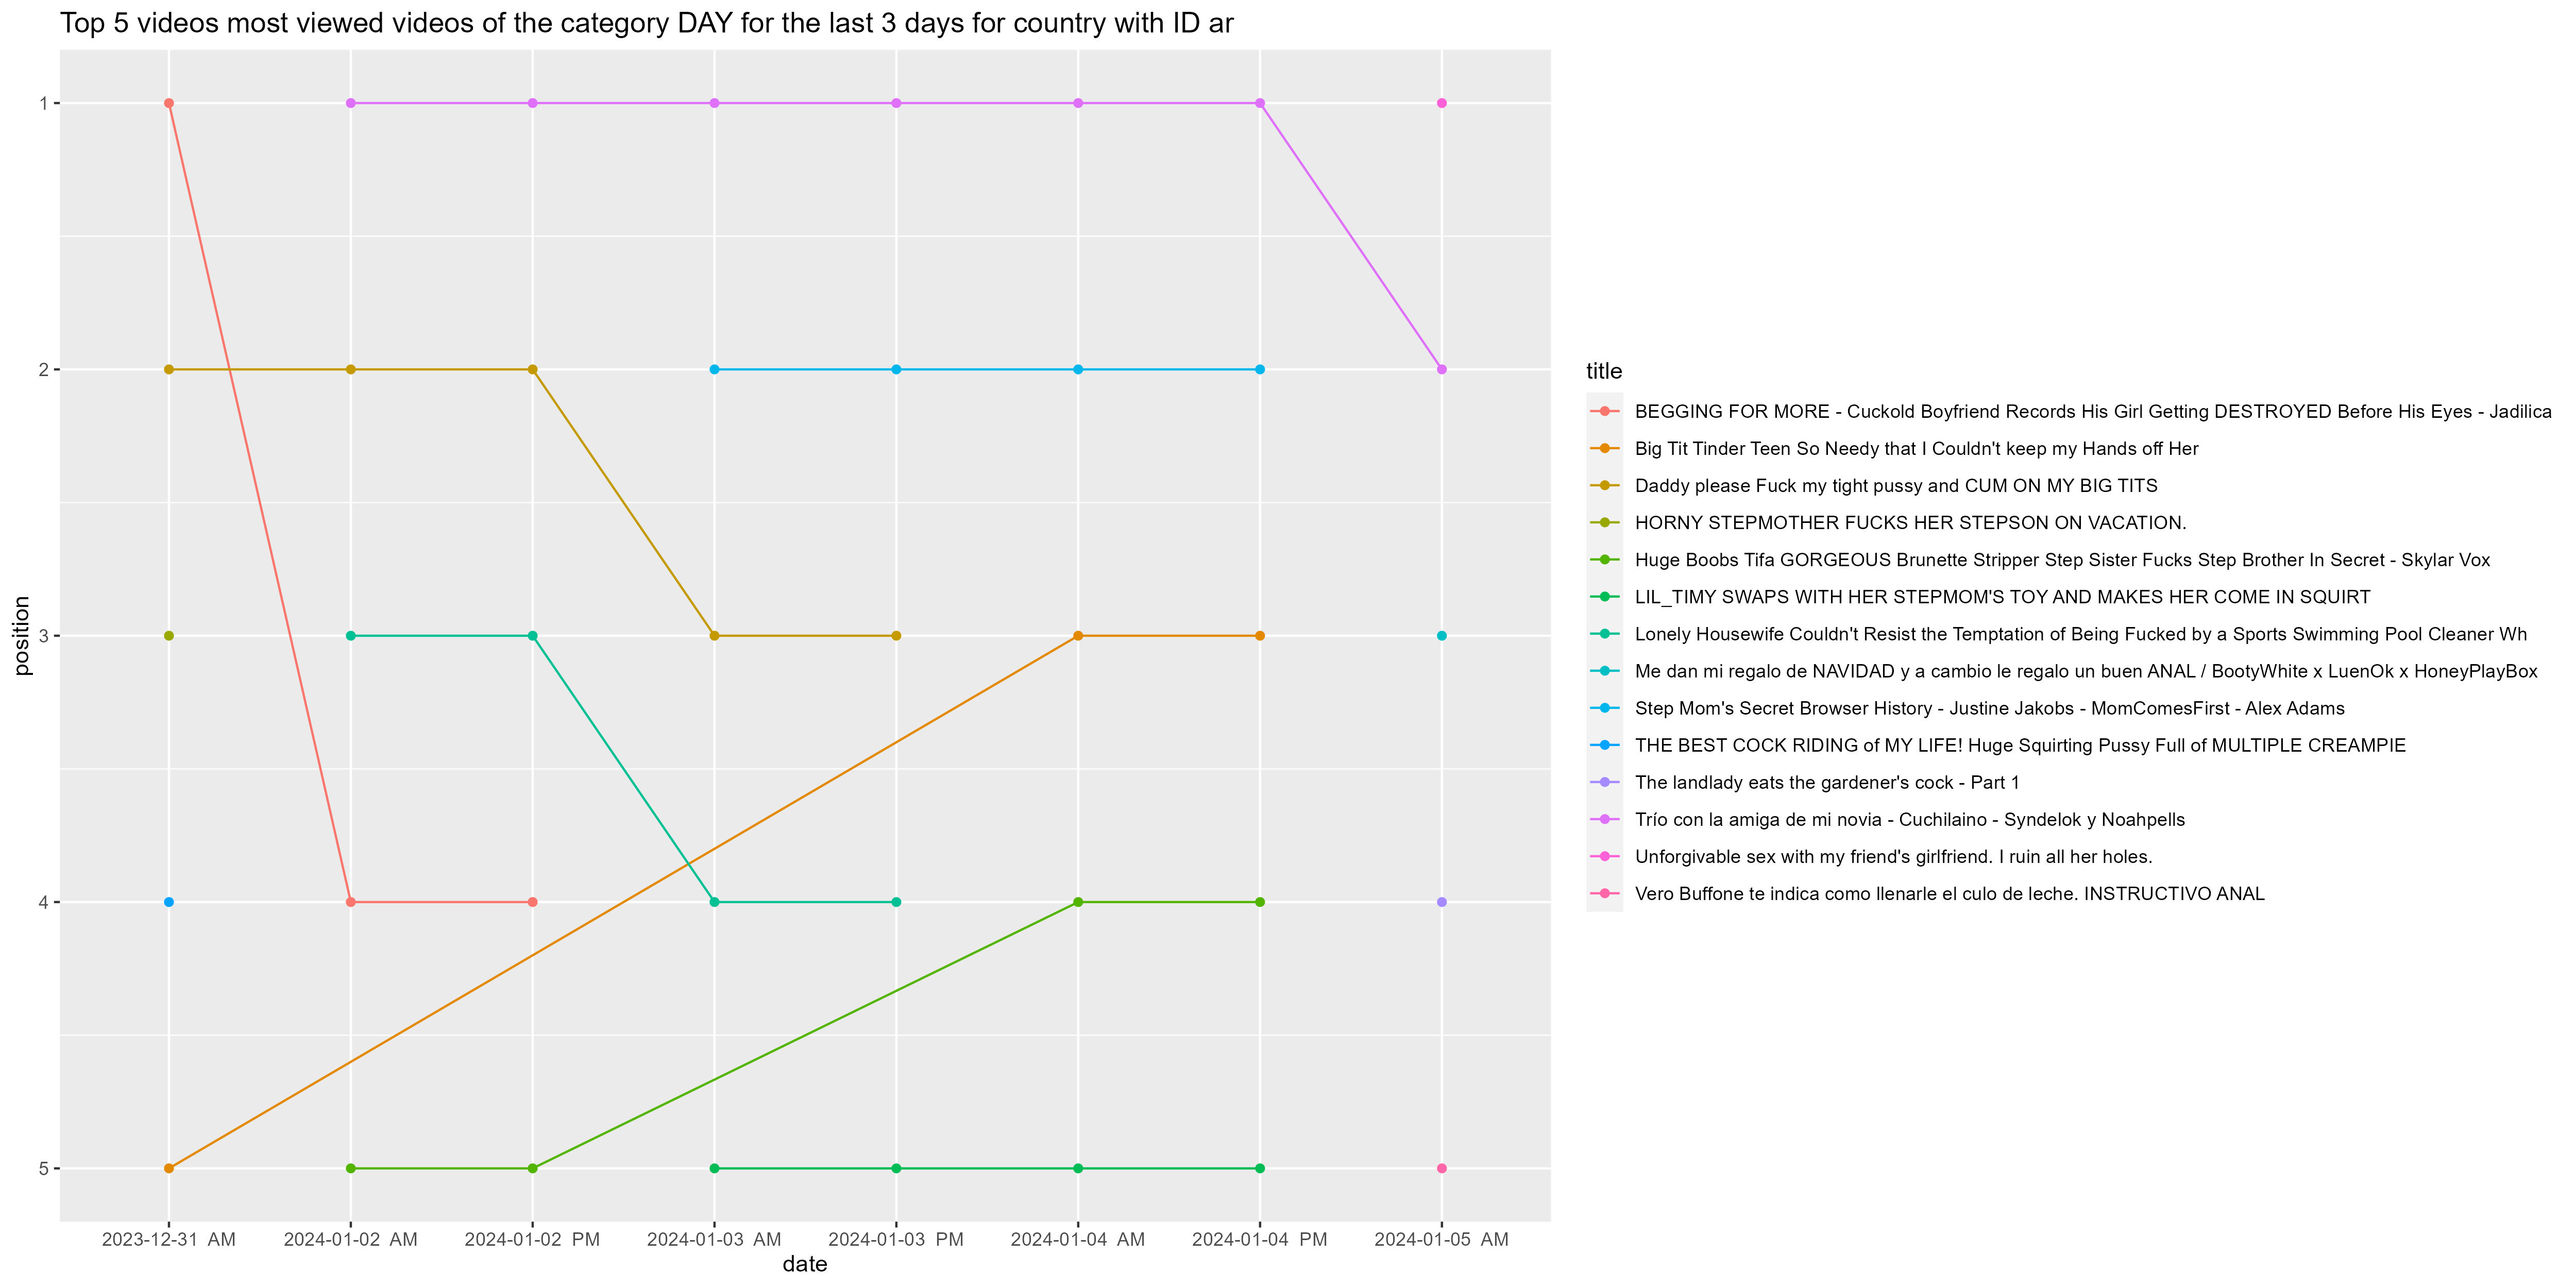 Top 5 videos most viewed videos of the category DAY for the last 3 days for country with ID ar
position
1
2
3
4
5
2023-12-31 AM
2024-01-02 AM
2024-01-02 PM
2024-01-03 AM
2024-01-03 PM
2024-01-04 AM
2024-01-04 PM
2024-01-05 AM
date
title
BEGGING FOR MORE - Cuckold Boyfriend Records His Girl Getting DESTROYED Before His Eyes - Jadilica
Big Tit Tinder Teen So Needy that I Couldn't keep my Hands off Her
Daddy please Fuck my tight pussy and CUM ON MY BIG TITS
HORNY STEPMOTHER FUCKS HER STEPSON ON VACATION.
Huge Boobs Tifa GORGEOUS Brunette Stripper Step Sister Fucks Step Brother In Secret - Skylar Vox
LIL_TIMY SWAPS WITH HER STEPMOM'S TOY AND MAKES HER COME IN SQUIRT
Lonely Housewife Couldn't Resist the Temptation of Being Fucked by a Sports Swimming Pool Cleaner Wh
Me dan mi regalo de NAVIDAD y a cambio le regalo un buen ANAL / BootyWhite x LuenOk x HoneyPlayBox
Step Mom's Secret Browser History - Justine Jakobs - MomComesFirst - Alex Adams
THE BEST COCK RIDING of MY LIFE! Huge Squirting Pussy Full of MULTIPLE CREAMPIE
The landlady eats the gardener's cock - Part 1
Trío con la amiga de mi novia - Cuchilaino - Syndelok y Noahpells
Unforgivable sex with my friend's girlfriend. I ruin all her holes.
Vero Buffone te indica como llenarle el culo de leche. INSTRUCTIVO ANAL